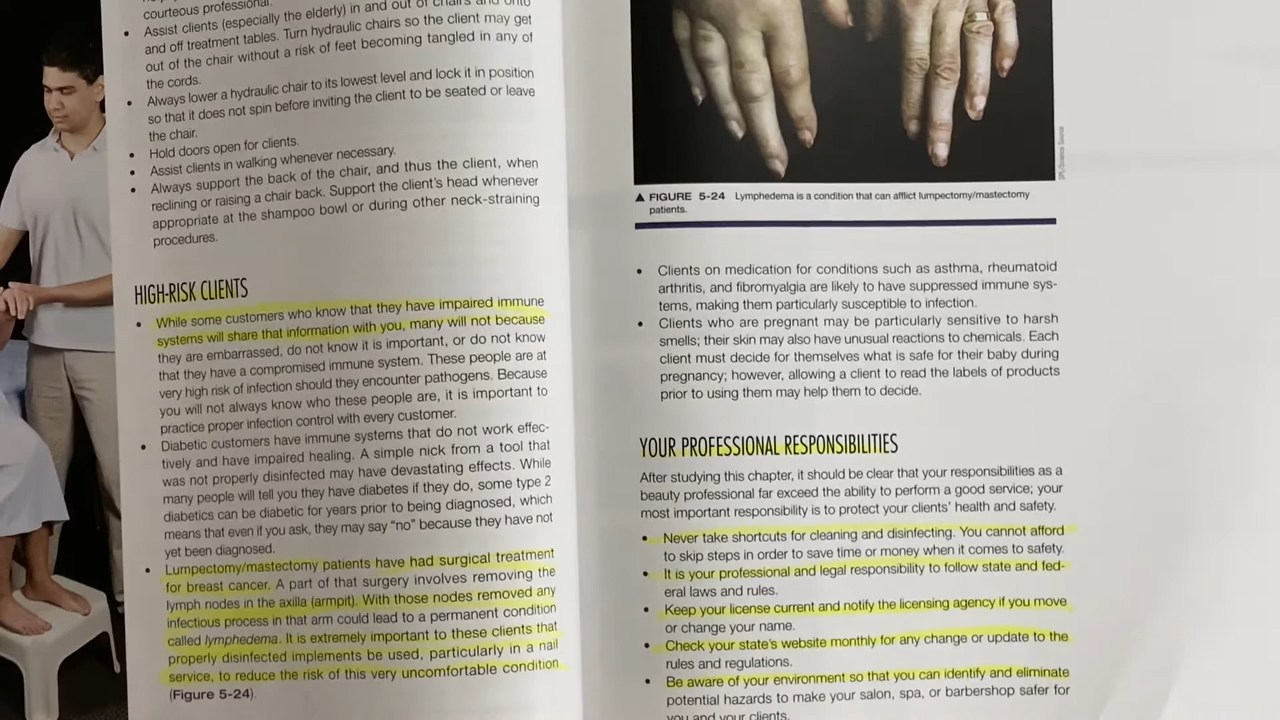 courteous professional.
• Assist clients (especially the elderly) in and out of chairs and onto
and off treatment tables. Turn hydraulic chairs so the client may get
out of the chair without a risk of feet becoming tangled in any of
the cords.
• Always lower a hydraulic chair to its lowest level and lock it in position
so that it does not spin before inviting the client to be seated or leave
the chair.
• Hold doors open for clients.
• Assist clients in walking whenever necessary.
• Always support the back of the chair, and thus the client, when
reclining or raising a chair back. Support the client's head whenever
appropriate at the shampoo bowl or during other neck-straining
procedures.
HIGH-RISK CLIENTS
• While some customers who know that they have impaired immune
systems will share that information with you, many will not because
they are embarrassed, do not know it is important, or do not know
that they have a compromised immune system. These people are at
very high risk of infection should they encounter pathogens. Because
you will not always know who these people are, it is important to
practice proper infection control with every customer.
• Diabetic customers have immune systems that do not work effec-
tively and have impaired healing. A simple nick from a tool that
was not properly disinfected may have devastating effects. While
many people will tell you they have diabetes if they do, some type 2
diabetics can be diabetic for years prior to being diagnosed, which
means that even if you ask, they may say "no" because they have not
yet been diagnosed.
• Lumpectomy/mastectomy patients have had surgical treatment
for breast cancer. A part of that surgery involves removing the
lymph nodes in the axilla (armpit). With those nodes removed any
infectious process in that arm could lead to a permanent condition
called lymphedema. It is extremely important to these clients that
properly disinfected implements be used, particularly in a nail
service, to reduce the risk of this very uncomfortable condition
(Figure 5-24).
▲ FIGURE 5-24 Lymphedema is a condition that can afflict lumpectomy/mastectomy
patients.
• Clients on medication for conditions such as asthma, rheumatoid
arthritis, and fibromyalgia are likely to have suppressed immune sys-
tems, making them particularly susceptible to infection.
• Clients who are pregnant may be particularly sensitive to harsh
smells; their skin may also have unusual reactions to chemicals. Each
client must decide for themselves what is safe for their baby during
pregnancy; however, allowing a client to read the labels of products
prior to using them may help them to decide.
YOUR PROFESSIONAL RESPONSIBILITIES
After studying this chapter, it should be clear that your responsibilities as a
beauty professional far exceed the ability to perform a good service; your
most important responsibility is to protect your clients' health and safety.
• Never take shortcuts for cleaning and disinfecting. You cannot afford
to skip steps in order to save time or money when it comes to safety.
• It is your professional and legal responsibility to follow state and fed-
eral laws and rules.
• Keep your license current and notify the licensing agency if you move
or change your name.
• Check your state's website monthly for any change or update to the
rules and regulations.
• Be aware of your environment so that you can identify and eliminate
potential hazards to make your salon, spa, or barbershop safer for
you and your clients.